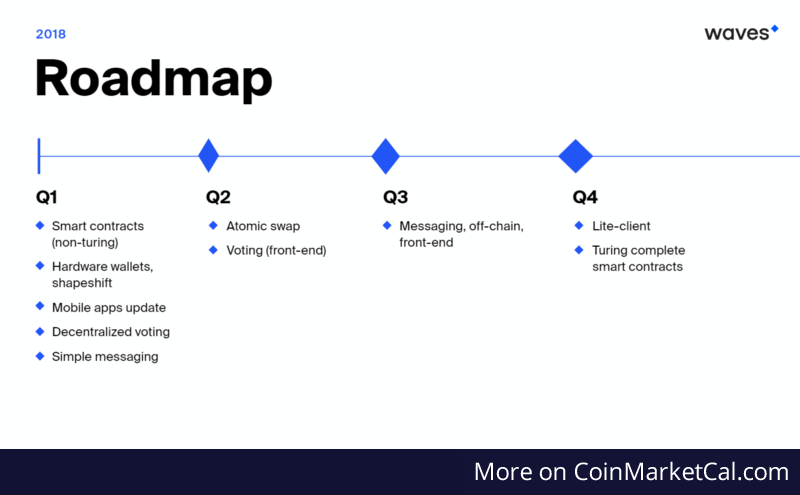 2018
waves
Roadmap
Q1
Smart contracts
(non-turing)
Hardware wallets,
shapeshift
Mobile apps update
Decentralized voting
Simple messaging
Q2
Atomic swap
Voting (front-end)
Q3
Messaging, off-chain,
front-end
Q4
Lite-client
Turing complete
smart contracts
More on CoinMarketCal.com